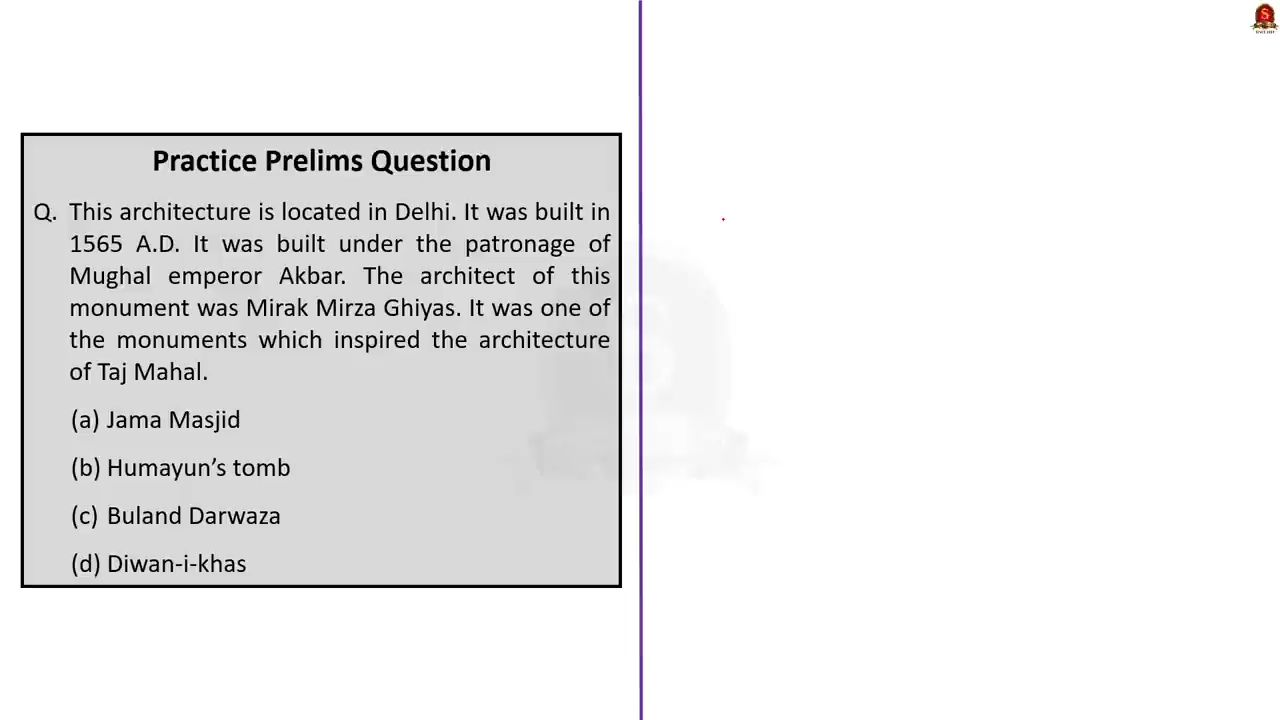 Practice Prelims Question
Q. This architecture is located in Delhi. It was built in
1565 A.D. It was built under the patronage of
Mughal emperor Akbar. The architect of this
monument was Mirak Mirza Ghiyas. It was one of
the monuments which inspired the architecture
of Taj Mahal.
(a) Jama Masjid
(b) Humayun’s tomb
(c) Buland Darwaza
(d) Diwan-i-khas